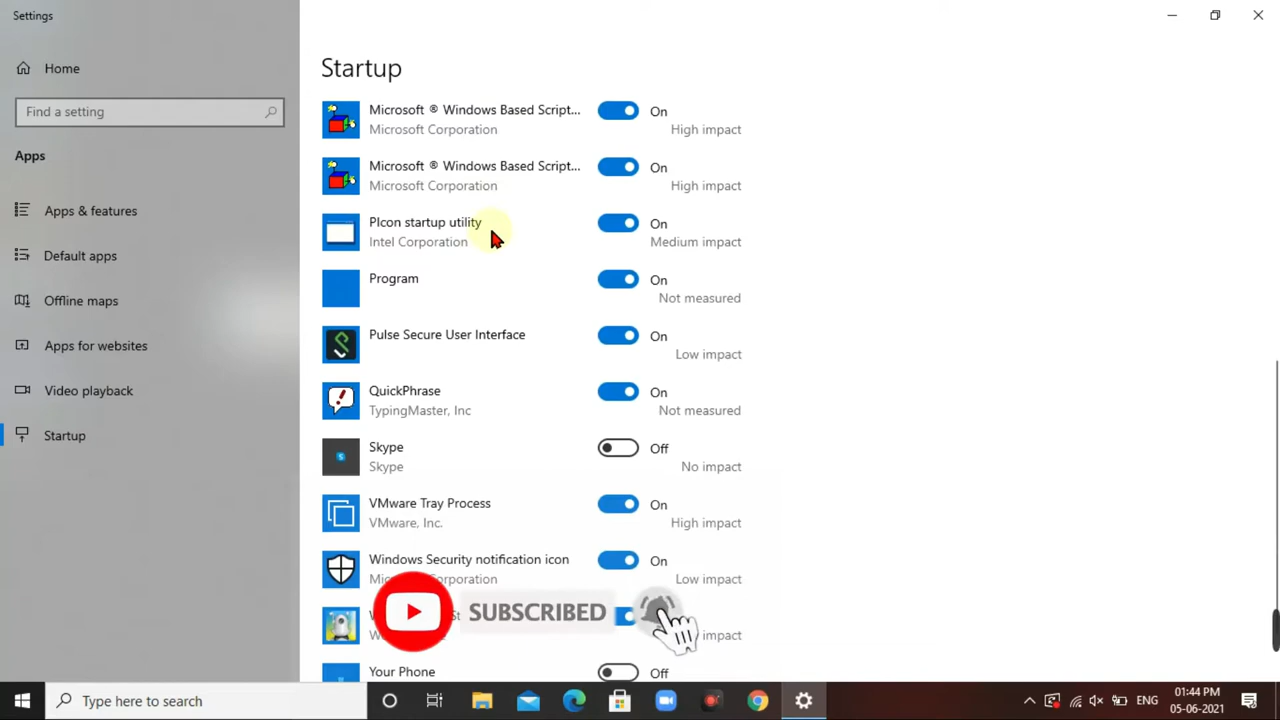 Settings
Home
Find a setting
Apps
Apps & features
Default apps
Offline maps
Apps for websites
Video playback
Startup
Startup
Microsoft ® Windows Based Script...
On
Microsoft Corporation
High impact
Microsoft ® Windows Based Script...
On
Microsoft Corporation
High impact
PIcon startup utility
On
Intel Corporation
Medium impact
Program
On
Not measured
Pulse Secure User Interface
On
Low impact
QuickPhrase
On
TypingMaster, Inc
Not measured
Skype
Off
Skype
No impact
VMware Tray Process
On
VMware, Inc.
High impact
Windows Security notification icon
On
Corporation
Low impact
SUBSCRIBED
impact
Your Phone
Off
Type here to search
ENG
01:44 PM
05-06-2021